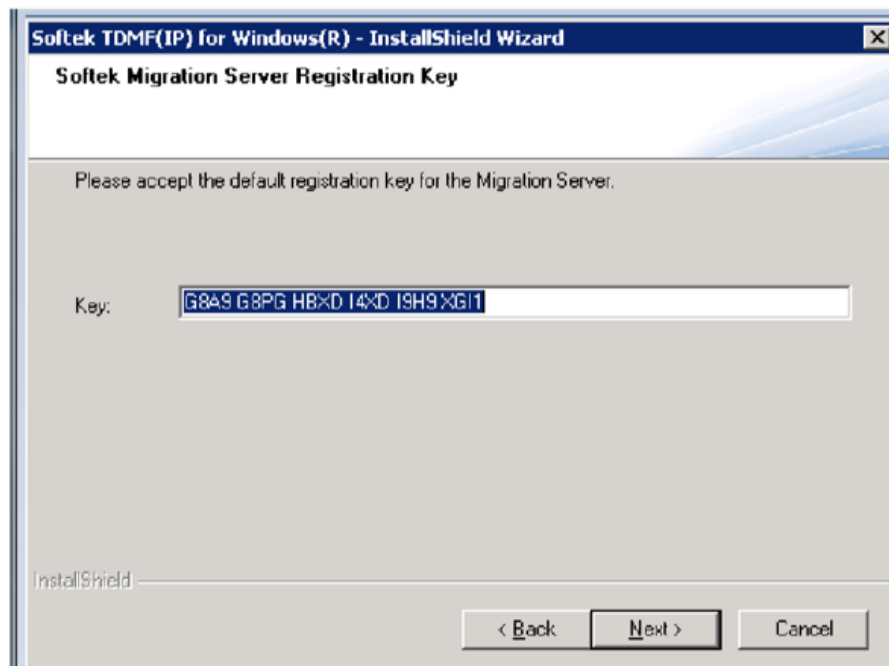 Softek TDMF(IP) for Windows(R) - InstallShield Wizard
Softek Migration Server Registration Key
Please accept the default registration key for the Migration Server.
Key: G8A9 G8PG HBXD I4XD I9H9 XGI1
InstallShield
< Back Next > Cancel